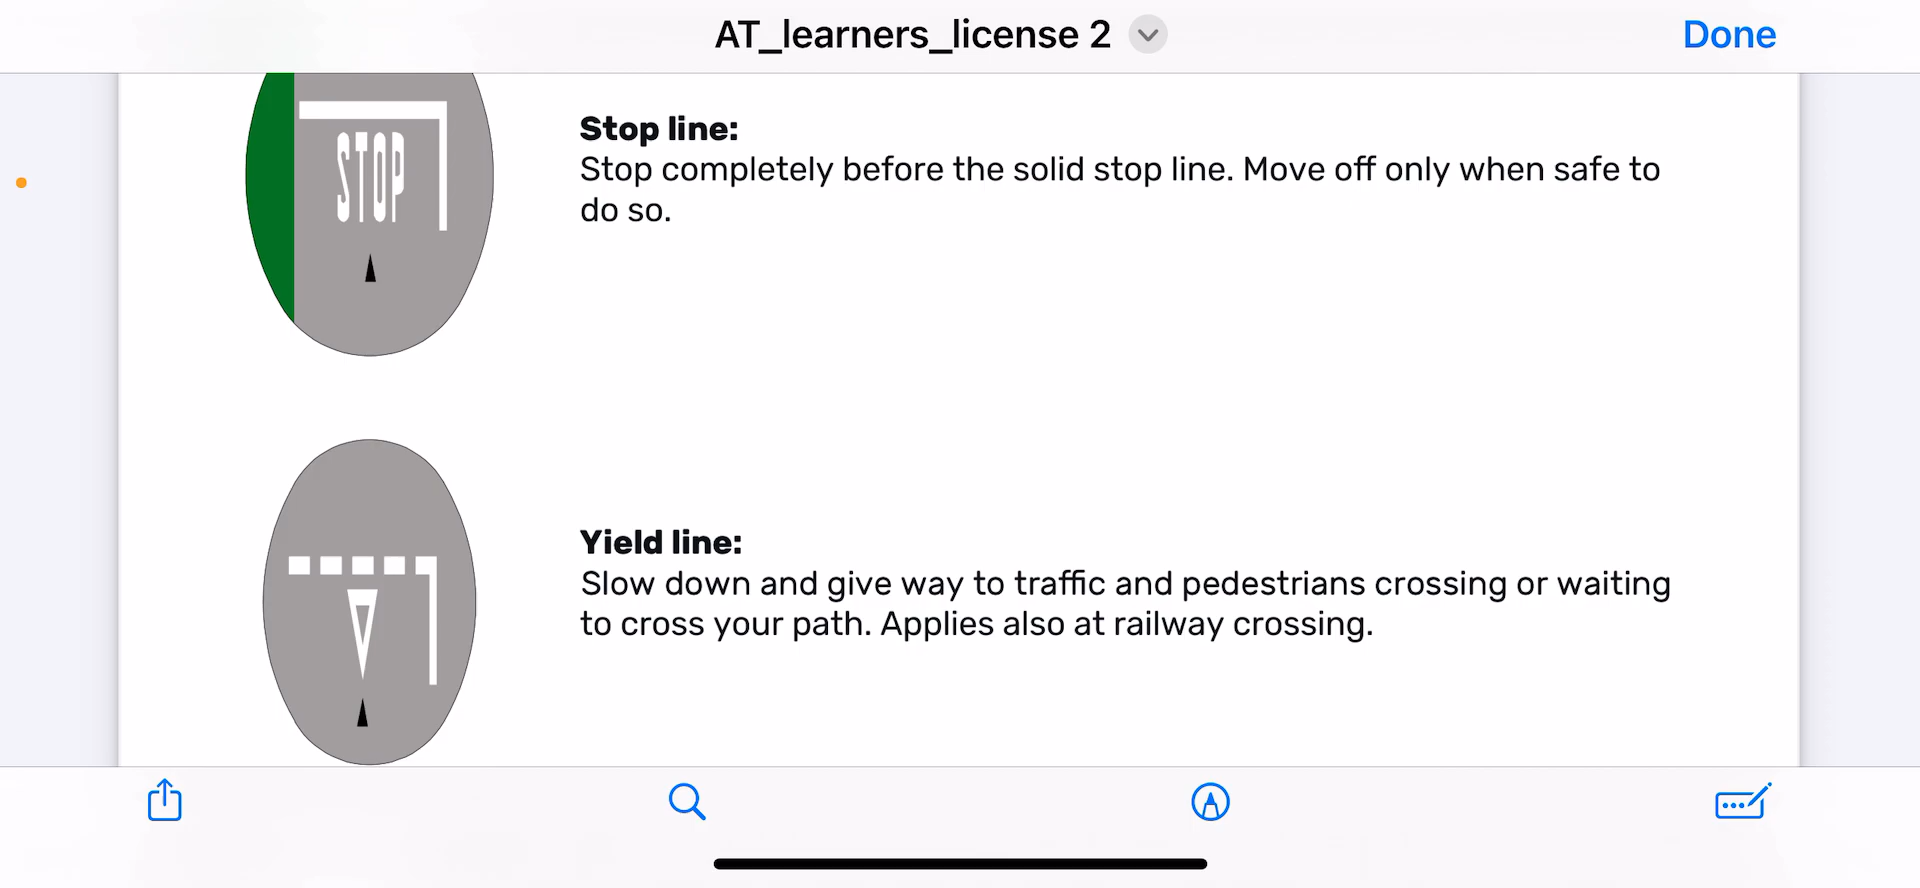 AT_learners_license 2
Done
STOP
Stop line:
Stop completely before the solid stop line. Move off only when safe to
do so.
Yield line:
Slow down and give way to traffic and pedestrians crossing or waiting
to cross your path. Applies also at railway crossing.